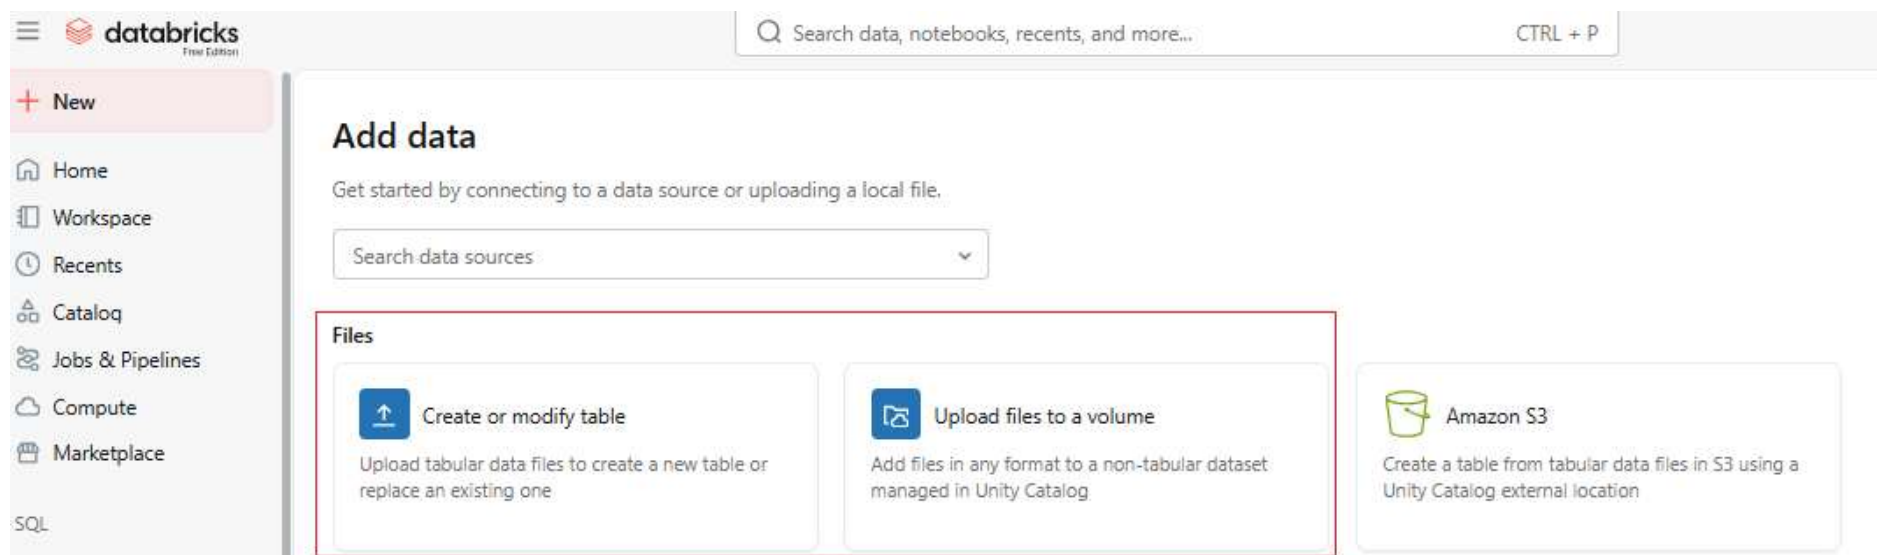 databricks
Free Edition
Search data, notebooks, recents, and more...
CTRL + P
New
Home
Workspace
Recents
Catalog
Jobs & Pipelines
Compute
Marketplace
SQL
Add data
Get started by connecting to a data source or uploading a local file.
Search data sources
Files
Create or modify table
Upload tabular data files to create a new table or
replace an existing one
Upload files to a volume
Add files in any format to a non-tabular dataset
managed in Unity Catalog
Amazon S3
Create a table from tabular data files in S3 using a
Unity Catalog external location